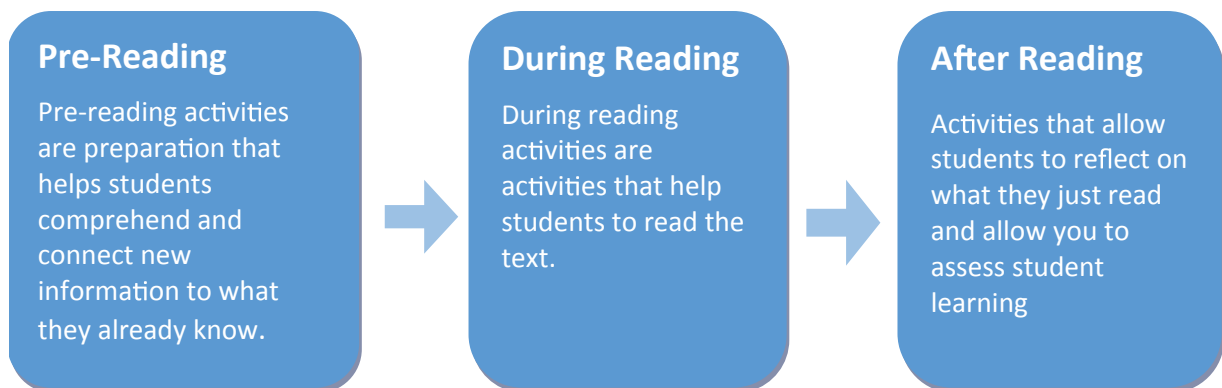 Pre-Reading
Pre-reading activities
are preparation that
helps students
comprehend and
connect new
information to what
they already know.
During Reading
During reading
activities are
activities that help
students to read the
text.
After Reading
Activities that allow
students to reflect on
what they just read
and allow you to
assess student
learning